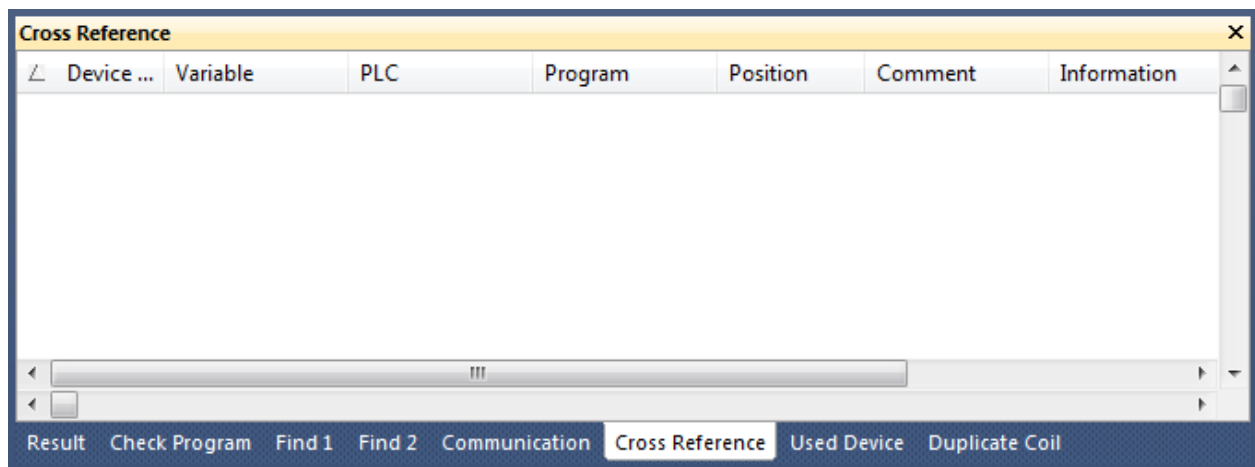 Cross Reference
Device ... Variable PLC Program Position Comment Information
Result Check Program Find 1 Find 2 Communication Cross Reference Used Device Duplicate Coil